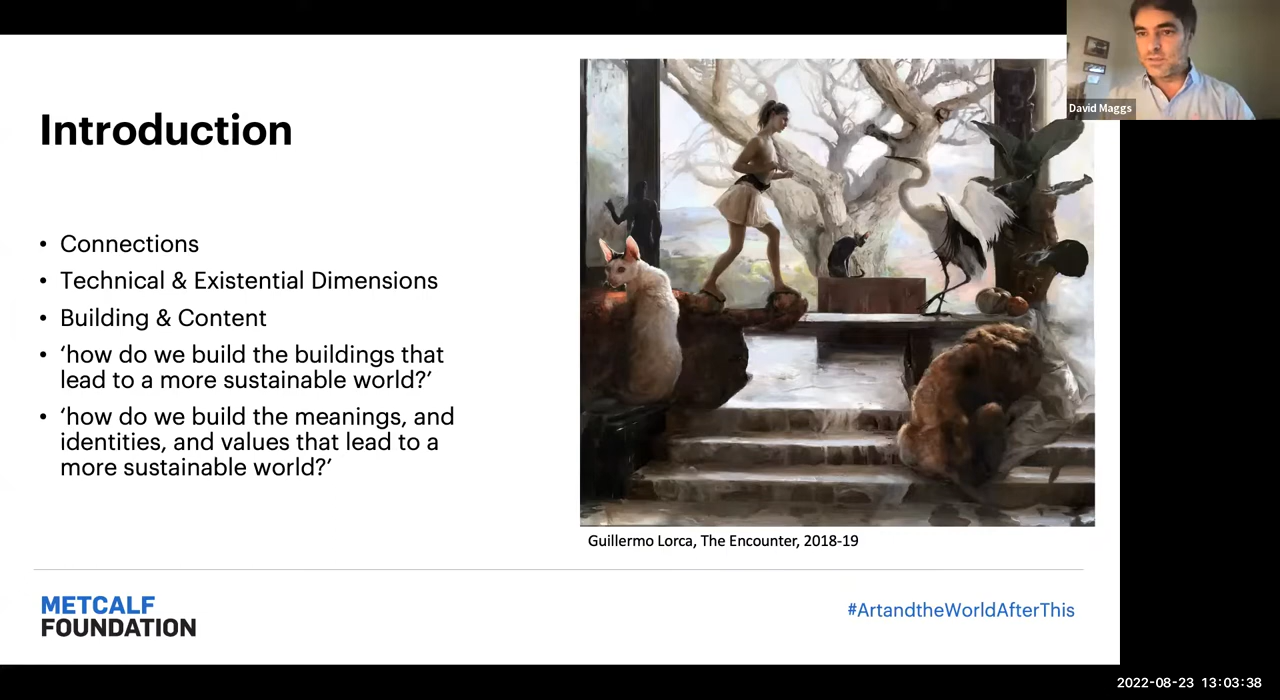 David Maggs
Introduction
• Connections
• Technical & Existential Dimensions
• Building & Content
• ‘how do we build the buildings that
lead to a more sustainable world?’
• ‘how do we build the meanings, and
identities, and values that lead to a
more sustainable world?’
Guillermo Lorca, The Encounter, 2018-19
METCALF
FOUNDATION
#ArtandtheWorldAfterThis
2022-08-23 13:03:38